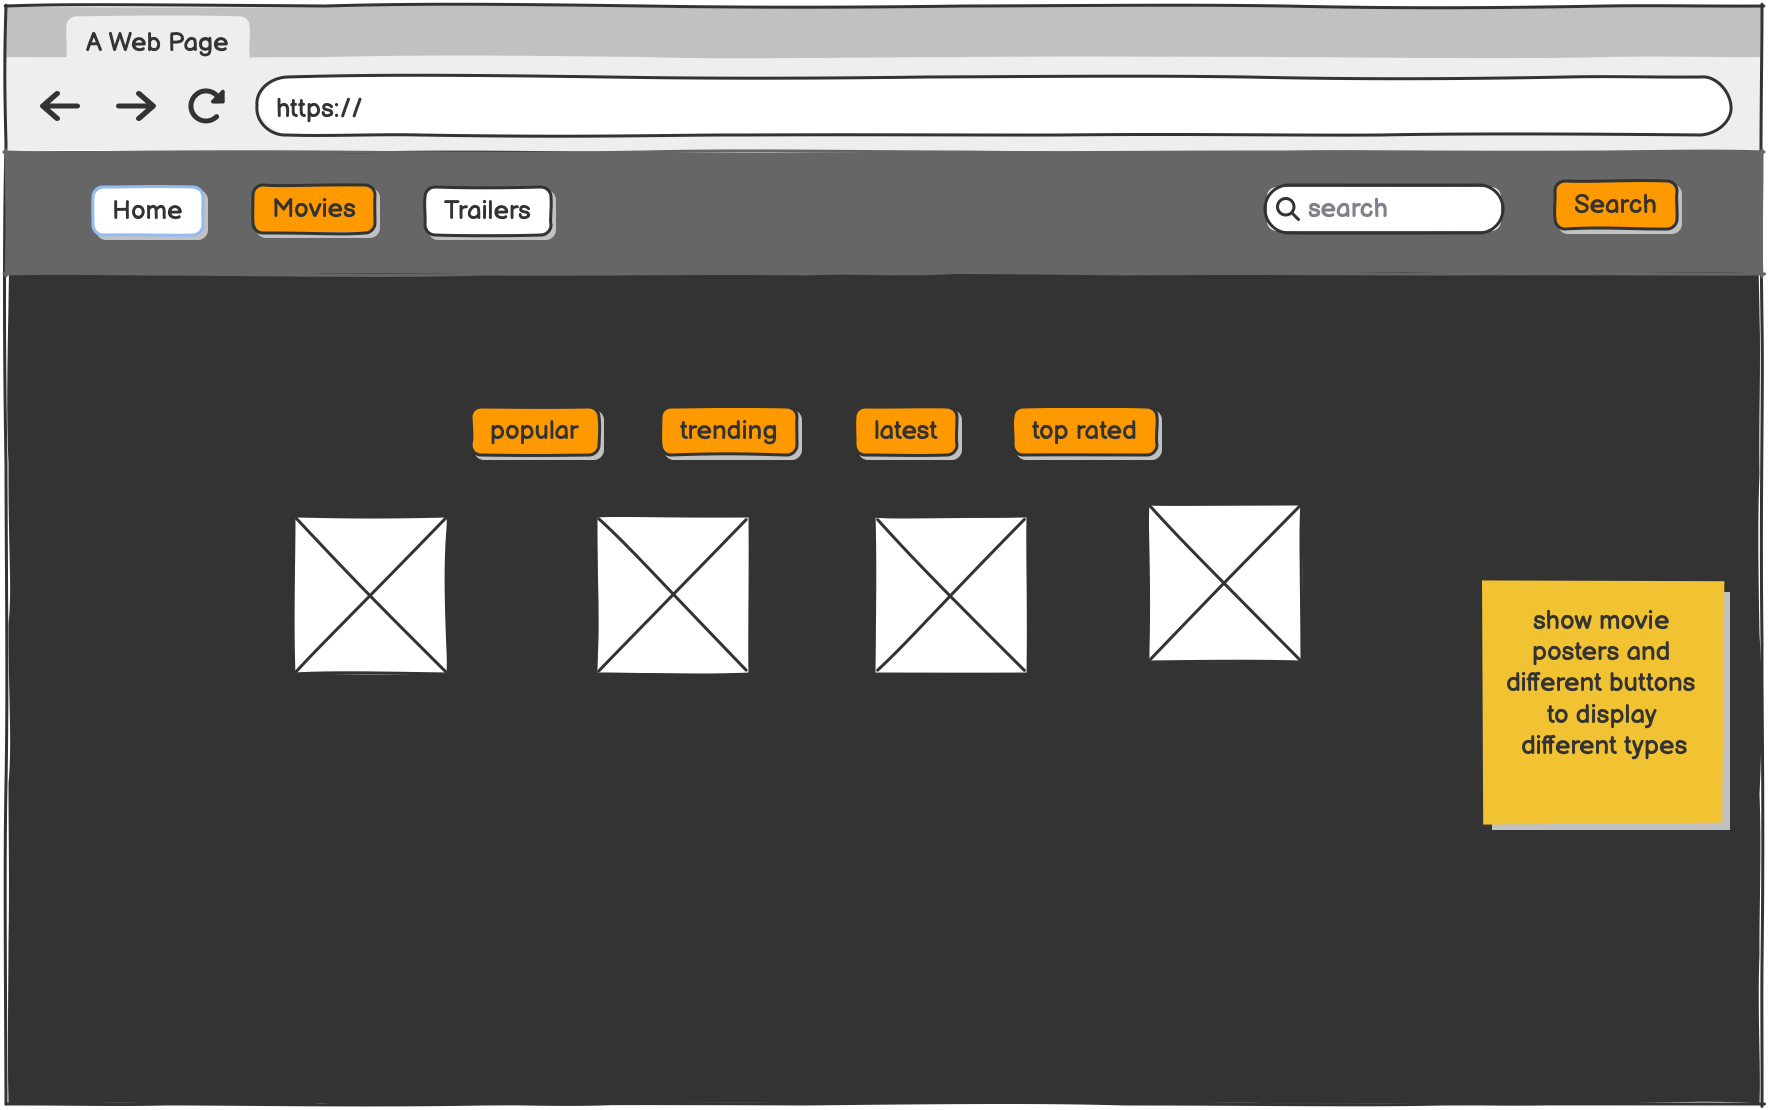 A Web Page
https://
Home
Movies
Trailers
search
Search
popular
trending
latest
top rated
show movie
posters and
different buttons
to display
different types